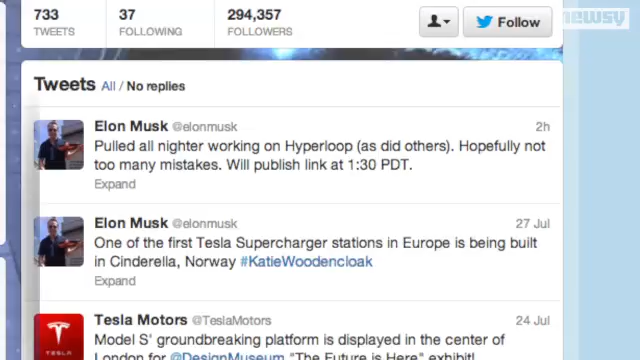 733
37
294,357
TWEETS
FOLLOWING
FOLLOWERS
Follow
newsy
Tweets All / No replies
Elon Musk @elonmusk
2h
Pulled all nighter working on Hyperloop (as did others). Hopefully not
too many mistakes. Will publish link at 1:30 PDT.
Expand
Elon Musk @elonmusk
27 Jul
One of the first Tesla Supercharger stations in Europe is being built
in Cinderella, Norway #KatieWoodencloak
Expand
TESLA
Tesla Motors @TeslaMotors
24 Jul
Model S' groundbreaking platform is displayed in the center of
London for @DesignMuseum "The Future is Here" exhibit!